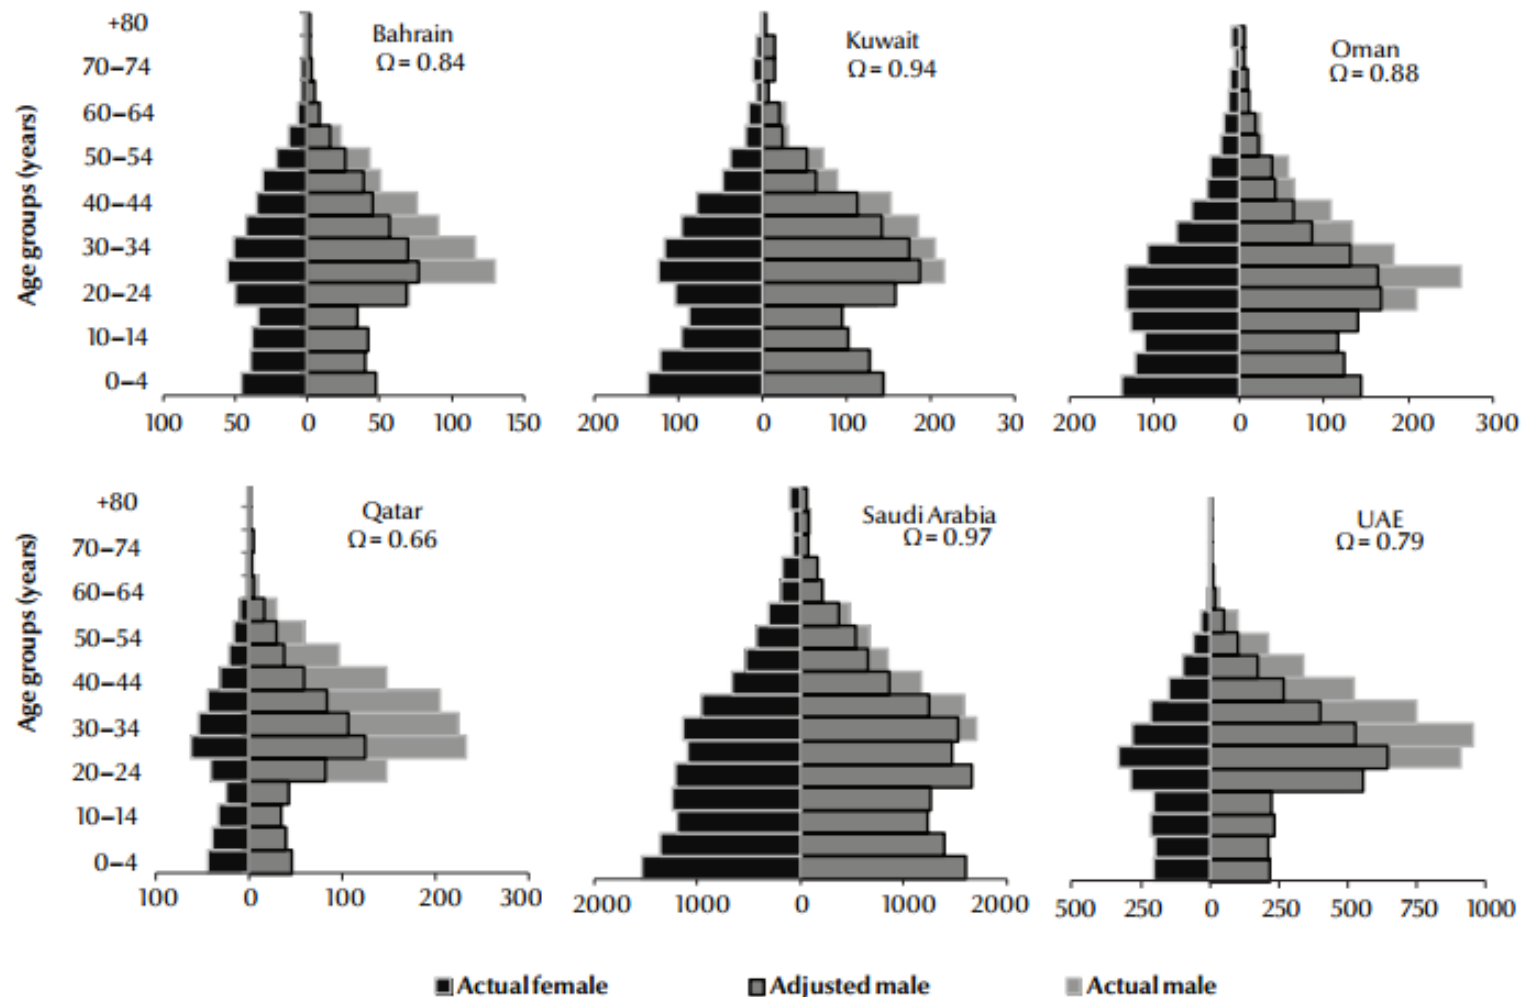 +80
70–74
60–64
50–54
40–44
30–34
20–24
10–14
0–4
Age groups (years)
Bahrain
Ω = 0.84
100 50 0 50 100 150
Kuwait
Ω = 0.94
200 100 0 100 200 30
Oman
Ω = 0.88
200 100 0 100 200 300
+80
70–74
60–64
50–54
40–44
30–34
20–24
10–14
0–4
Age groups (years)
Qatar
Ω = 0.66
100 0 100 200 300
Saudi Arabia
Ω = 0.97
2000 1000 0 1000 2000
UAE
Ω = 0.79
500 250 0 250 500 750 1000
Actual female Adjusted male Actual male